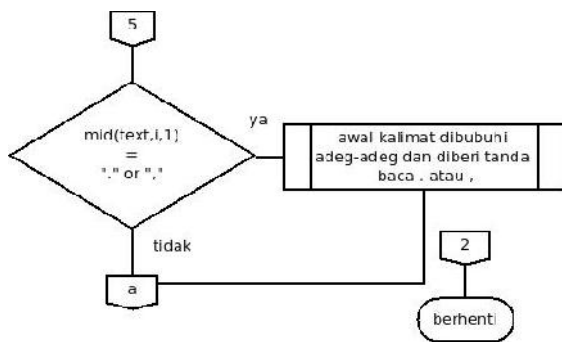 5
mid(text,i,1)
=
"." or ","
ya
awal kalimat dibubuhi
adeg-adeg dan diberi tanda
baca . atau ,
tidak
a
2
berhenti